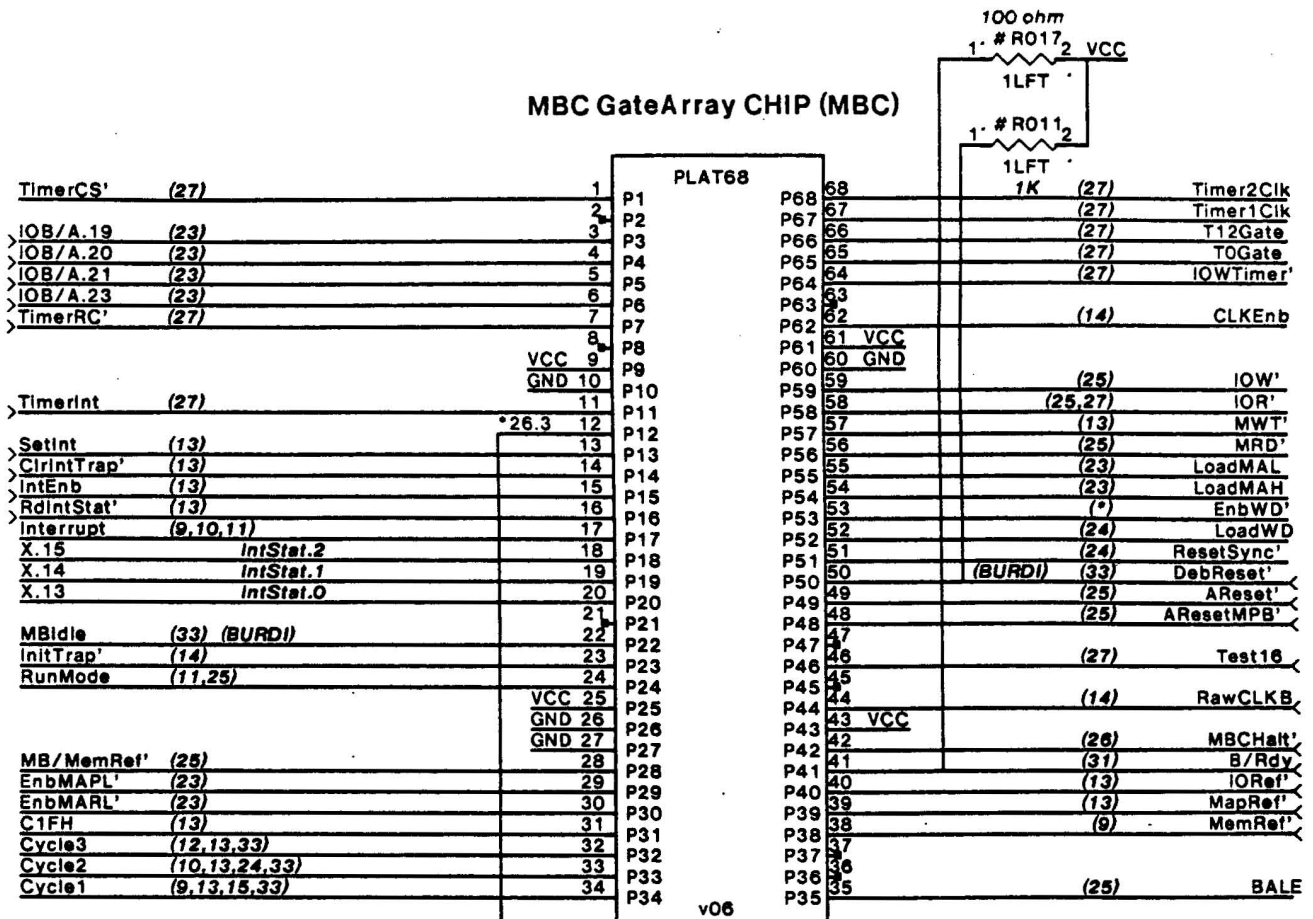 100 ohm
1 #R017 2 VCC
1LFT
MBC GateArray CHIP (MBC)
1 #R011 2
1LFT
PLAT68
1K
TimerCS' (27) 1 P1 P68 68 (27) Timer2Clk
2 P2 P67 67 (27) Timer1Clk
IOB/A.19 (23) 3 P3 P66 66 (27) T12Gate
IOB/A.20 (23) 4 P4 P65 65 (27) T0Gate
IOB/A.21 (23) 5 P5 P64 64 (27) IOWTimer'
IOB/A.23 (23) 6 P6 P63 63
TimerRC' (27) 7 P7 P62 62 (14) CLKEnb
8 P8 P61 61 VCC
VCC 9 P9 P60 60 GND
GND 10 P10 P59 59 (25) IOW'
TimerInt (27) 11 P11 P58 58 (25,27) IOR'
*26.3 12 P12 P57 57 (13) MWT'
SetInt (13) 13 P13 P56 56 (25) MRD'
ClrIntTrap' (13) 14 P14 P55 55 (23) LoadMAL
IntEnb (13) 15 P15 P54 54 (23) LoadMAH
RdIntStat' (13) 16 P16 P53 53 (*) EnbWD'
Interrupt (9,10,11) 17 P17 P52 52 (24) LoadWD
X.15 IntStat.2 18 P18 P51 51 (24) ResetSync'
X.14 IntStat.1 19 P19 P50 50 (BURDI) (33) DebReset'
X.13 IntStat.0 20 P20 P49 49 (25) AReset'
21 P21 P48 48 (25) AResetMPB'
MBIdle (33) (BURDI) 22 P22 P47 47
InitTrap' (14) 23 P23 P46 46 (27) Test16
RunMode (11,25) 24 P24 P45 45
VCC 25 P25 P44 44 (14) RawCLKB
GND 26 P26 P43 43 VCC
GND 27 P27 P42 42 (26) MBCHalt'
MB/MemRef' (25) 28 P28 P41 41 (31) B/Rdy
EnbMAPL' (23) 29 P29 P40 40 (13) IORef'
EnbMARL' (23) 30 P30 P39 39 (13) MapRef'
C1FH (13) 31 P31 P38 38 (9) MemRef'
Cycle3 (12,13,33) 32 P32 P37 37
Cycle2 (10,13,24,33) 33 P33 P36 36
Cycle1 (9,13,15,33) 34 P34 P35 35 (25) BALE
v06